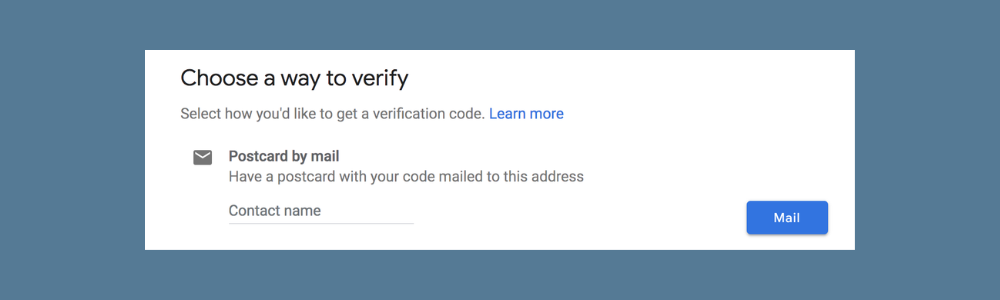 Choose a way to verify
Select how you'd like to get a verification code. Learn more
Postcard by mail
Have a postcard with your code mailed to this address
Contact name
Mail